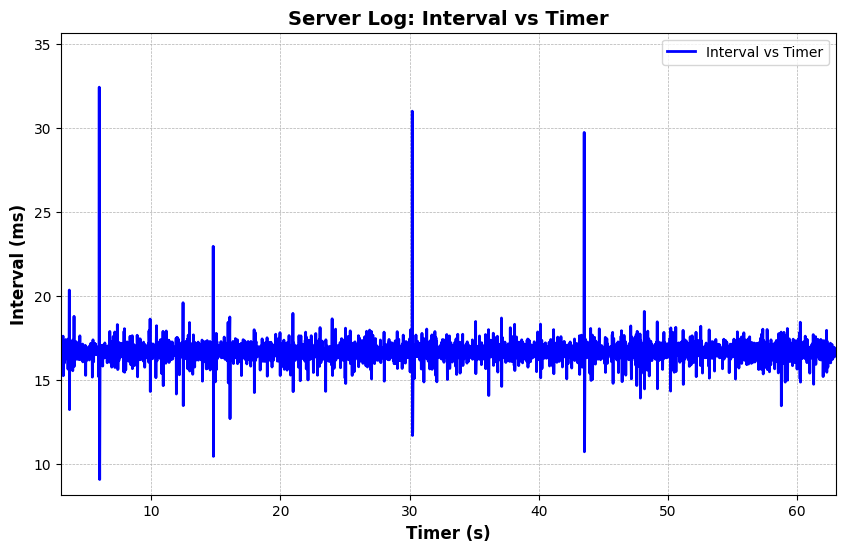 Server Log: Interval vs Timer
Interval vs Timer
35
30
25
20
15
10
Interval (ms)
10 20 30 40 50 60
Timer (s)